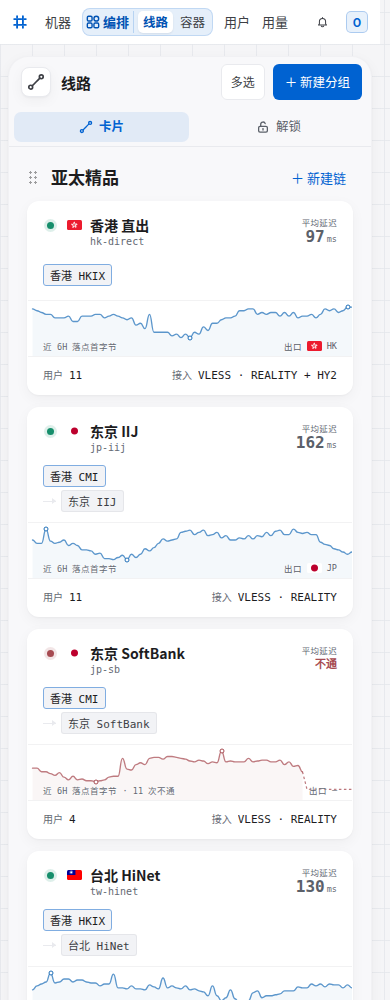 机器 编排 线路 容器 用户 用量 O
线路 多选 + 新建分组
卡片 解锁
亚太精品 + 新建链
香港 直出 平均延迟
hk-direct 97 ms
香港 HKIX
近 6H 落点首字节 出口 HK
用户 11 接入 VLESS · REALITY + HY2
东京 IIJ 平均延迟
jp-iij 162 ms
香港 CMI
东京 IIJ
近 6H 落点首字节 出口 JP
用户 11 接入 VLESS · REALITY
东京 SoftBank 平均延迟
jp-sb 不通
香港 CMI
东京 SoftBank
近 6H 落点首字节 · 11 次不通 出口 —
用户 4 接入 VLESS · REALITY
台北 HiNet 平均延迟
tw-hinet 130 ms
香港 HKIX
台北 HiNet